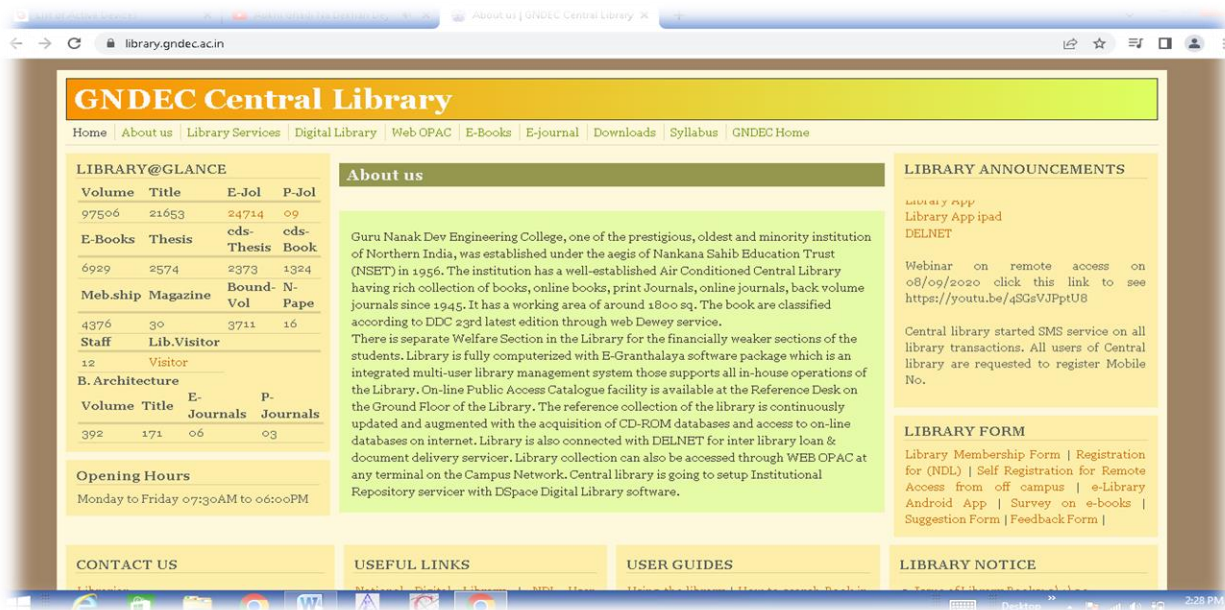 About us | GNDEC Central Library
library.gndec.ac.in
GNDEC Central Library
Home | About us | Library Services | Digital Library | Web OPAC | E-Books | E-journal | Downloads | Syllabus | GNDEC Home
LIBRARY@GLANCE
Volume Title E-Jol P-Jol
97506 21653 24714 09
E-Books Thesis cds-Thesis cds-Book
6929 2574 2373 1324
Meb.ship Magazine Bound-Vol N-Pape
4376 30 3711 16
Staff Lib.Visitor
12 Visitor
B. Architecture
Volume Title E-Journals P-Journals
392 171 06 03
Opening Hours
Monday to Friday 07:30AM to 06:00PM
About us
Guru Nanak Dev Engineering College, one of the prestigious, oldest and minority institution
of Northern India, was established under the aegis of Nankana Sahib Education Trust
(NSET) in 1956. The institution has a well-established Air Conditioned Central Library
having rich collection of books, online books, print Journals, online journals, back volume
journals since 1945. It has a working area of around 1800 sq. The book are classified
according to DDC 23rd latest edition through web Dewey service.
There is separate Welfare Section in the Library for the financially weaker sections of the
students. Library is fully computerized with E-Granthalaya software package which is an
integrated multi-user library management system those supports all in-house operations of
the Library. On-line Public Access Catalogue facility is available at the Reference Desk on
the Ground Floor of the Library. The reference collection of the library is continuously
updated and augmented with the acquisition of CD-ROM databases and access to on-line
databases on internet. Library is also connected with DELNET for inter library loan &
document delivery servicer. Library collection can also be accessed through WEB OPAC at
any terminal on the Campus Network. Central library is going to setup Institutional
Repository servicer with DSpace Digital Library software.
LIBRARY ANNOUNCEMENTS
Library App
Library App ipad
DELNET
Webinar on remote access on
08/09/2020 click this link to see
https://youtu.be/4SGsVJPptU8
Central library started SMS service on all
library transactions. All users of Central
library are requested to register Mobile
No.
LIBRARY FORM
Library Membership Form | Registration
for (NDL) | Self Registration for Remote
Access from off campus | e-Library
Android App | Survey on e-books |
Suggestion Form | Feedback Form |
CONTACT US
USEFUL LINKS
USER GUIDES
LIBRARY NOTICE
Desktop
2:28 PM